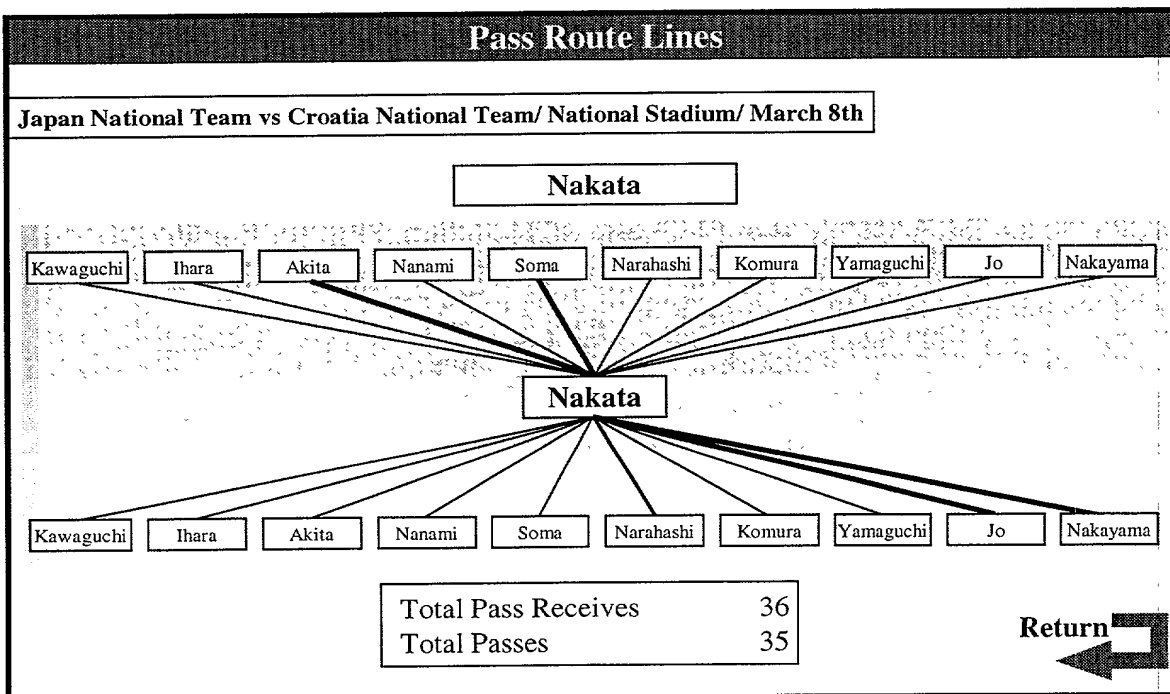 Pass Route Lines
Japan National Team vs Croatia National Team/ National Stadium/ March 8th
Nakata
Kawaguchi Ihara Akita Nanami Soma Narahashi Komura Yamaguchi Jo Nakayama
Nakata
Kawaguchi Ihara Akita Nanami Soma Narahashi Komura Yamaguchi Jo Nakayama
Total Pass Receives 36
Total Passes 35
Return